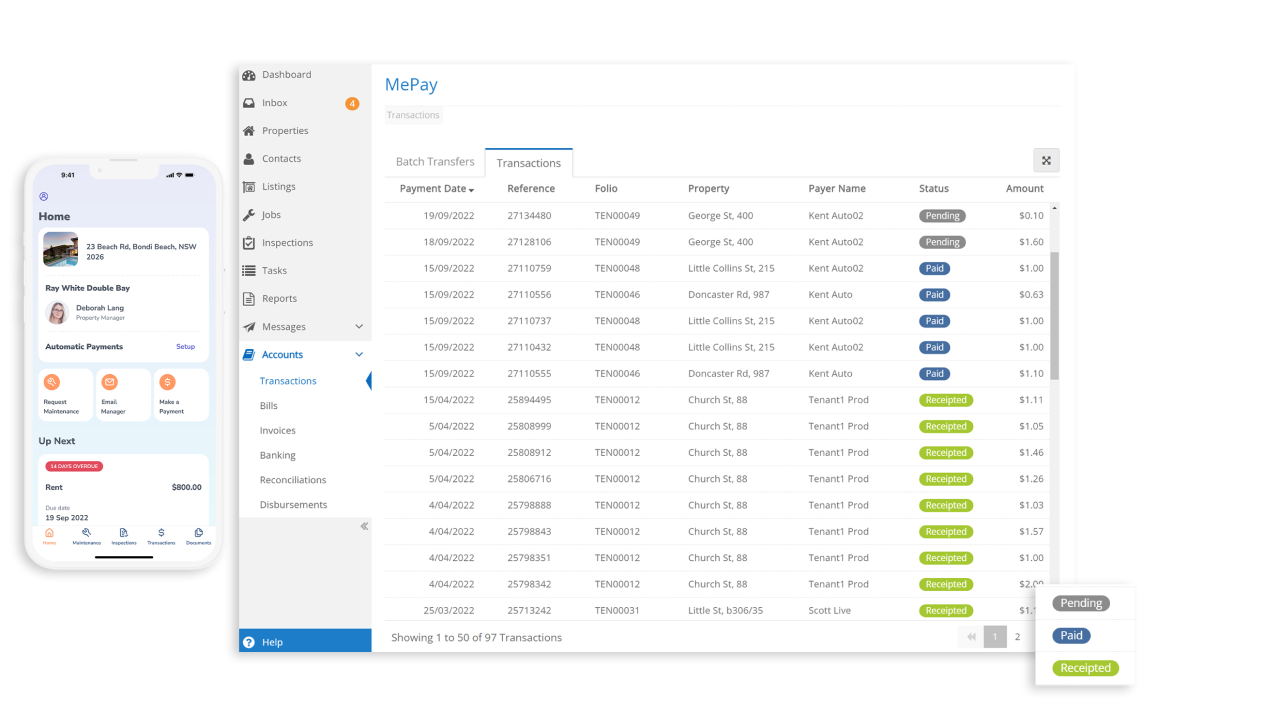 9:41
Home
23 Beach Rd, Bondi Beach, NSW
2026
Ray White Double Bay
Deborah Lang
Property Manager
Automatic Payments Setup
Request
Maintenance
Email
Manager
Make a
Payment
Up Next
14 DAYS OVERDUE
Rent $800.00
Due date
19 Sep 2022
Home Maintenance Inspections Transactions Documents
Dashboard
Inbox 4
Properties
Contacts
Listings
Jobs
Inspections
Tasks
Reports
Messages
Accounts
Transactions
Bills
Invoices
Banking
Reconciliations
Disbursements
Help
MePay
Transactions
Batch Transfers Transactions
Payment Date Reference Folio Property Payer Name Status Amount
19/09/2022 27134480 TEN00049 George St, 400 Kent Auto02 Pending $0.10
18/09/2022 27128106 TEN00049 George St, 400 Kent Auto02 Pending $1.60
15/09/2022 27110759 TEN00048 Little Collins St, 215 Kent Auto02 Paid $1.00
15/09/2022 27110556 TEN00046 Doncaster Rd, 987 Kent Auto Paid $0.63
15/09/2022 27110737 TEN00048 Little Collins St, 215 Kent Auto02 Paid $1.00
15/09/2022 27110432 TEN00048 Little Collins St, 215 Kent Auto02 Paid $1.00
15/09/2022 27110555 TEN00046 Doncaster Rd, 987 Kent Auto Paid $1.10
15/04/2022 25894495 TEN00012 Church St, 88 Tenant1 Prod Receipted $1.11
5/04/2022 25808999 TEN00012 Church St, 88 Tenant1 Prod Receipted $1.05
5/04/2022 25808912 TEN00012 Church St, 88 Tenant1 Prod Receipted $1.46
5/04/2022 25806716 TEN00012 Church St, 88 Tenant1 Prod Receipted $1.26
4/04/2022 25798888 TEN00012 Church St, 88 Tenant1 Prod Receipted $1.03
4/04/2022 25798843 TEN00012 Church St, 88 Tenant1 Prod Receipted $1.57
4/04/2022 25798351 TEN00012 Church St, 88 Tenant1 Prod Receipted $1.00
4/04/2022 25798342 TEN00012 Church St, 88 Tenant1 Prod Receipted $2.00
25/03/2022 25713242 TEN00031 Little St, b306/35 Scott Live Receipted
Showing 1 to 50 of 97 Transactions 1 2
Pending
Paid
Receipted